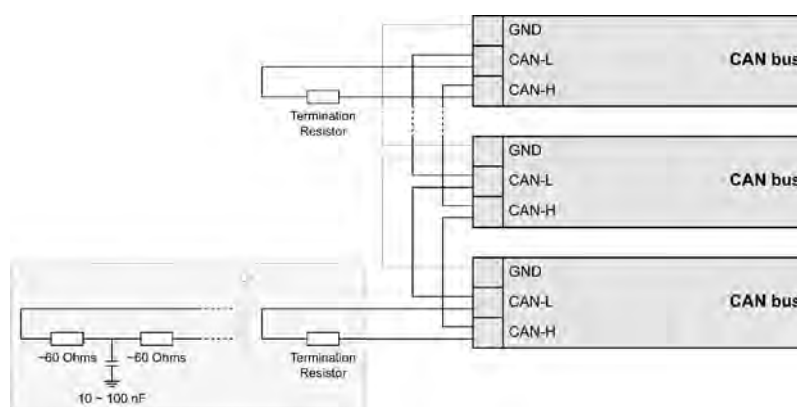 GND
CAN-L
CAN bus
CAN-H
Termination
Resistor
GND
CAN-L
CAN bus
CAN-H
GND
CAN-L
CAN bus
CAN-H
~60 Ohms
~60 Ohms
Termination
Resistor
10 ~ 100 nF